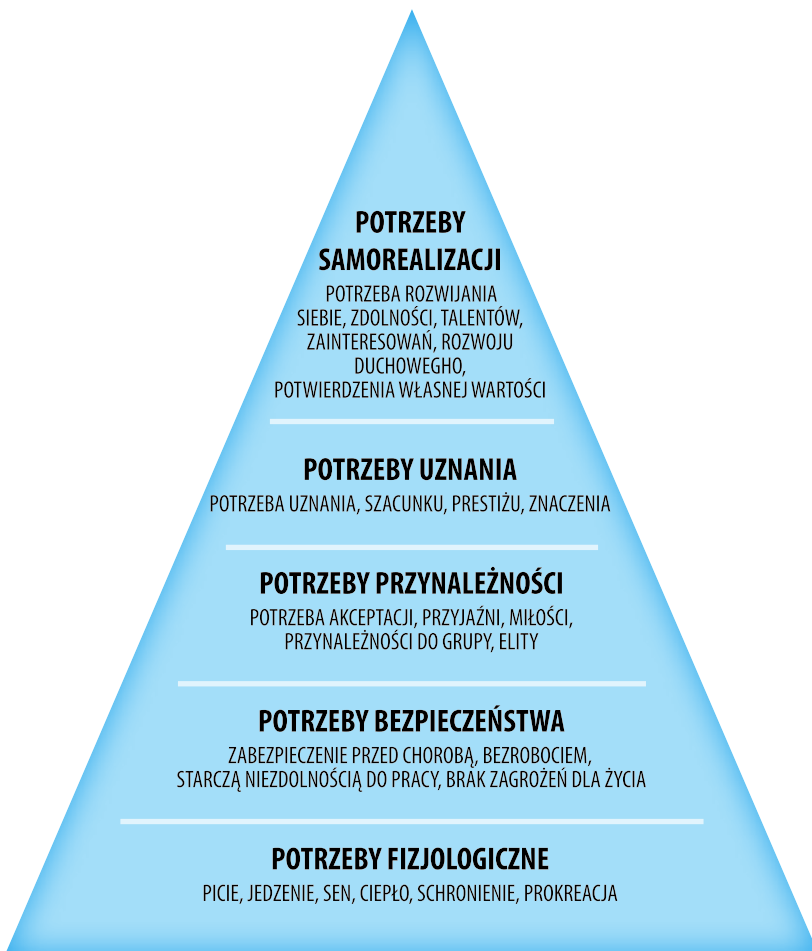 POTRZEBY
SAMOREALIZACJI
POTRZEBA ROZWIJANIA
SIEBIE, ZDOLNOŚCI, TALENTÓW,
ZAINTERESOWAŃ, ROZWOJU
DUCHOWEGHO,
POTWIERDZENIA WŁASNEJ WARTOŚCI
POTRZEBY UZNANIA
POTRZEBA UZNANIA, SZACUNKU, PRESTIŻU, ZNACZENIA
POTRZEBY PRZYNALEŻNOŚCI
POTRZEBA AKCEPTACJI, PRZYJAŹNI, MIŁOŚCI,
PRZYNALEŻNOŚCI DO GRUPY, ELITY
POTRZEBY BEZPIECZEŃSTWA
ZABEZPIECZENIE PRZED CHOROBĄ, BEZROBOCIEM,
STARCZĄ NIEZDOLNOŚCIĄ DO PRACY, BRAK ZAGROŻEŃ DLA ŻYCIA
POTRZEBY FIZJOLOGICZNE
PICIE, JEDZENIE, SEN, CIEPŁO, SCHRONIENIE, PROKREACJA